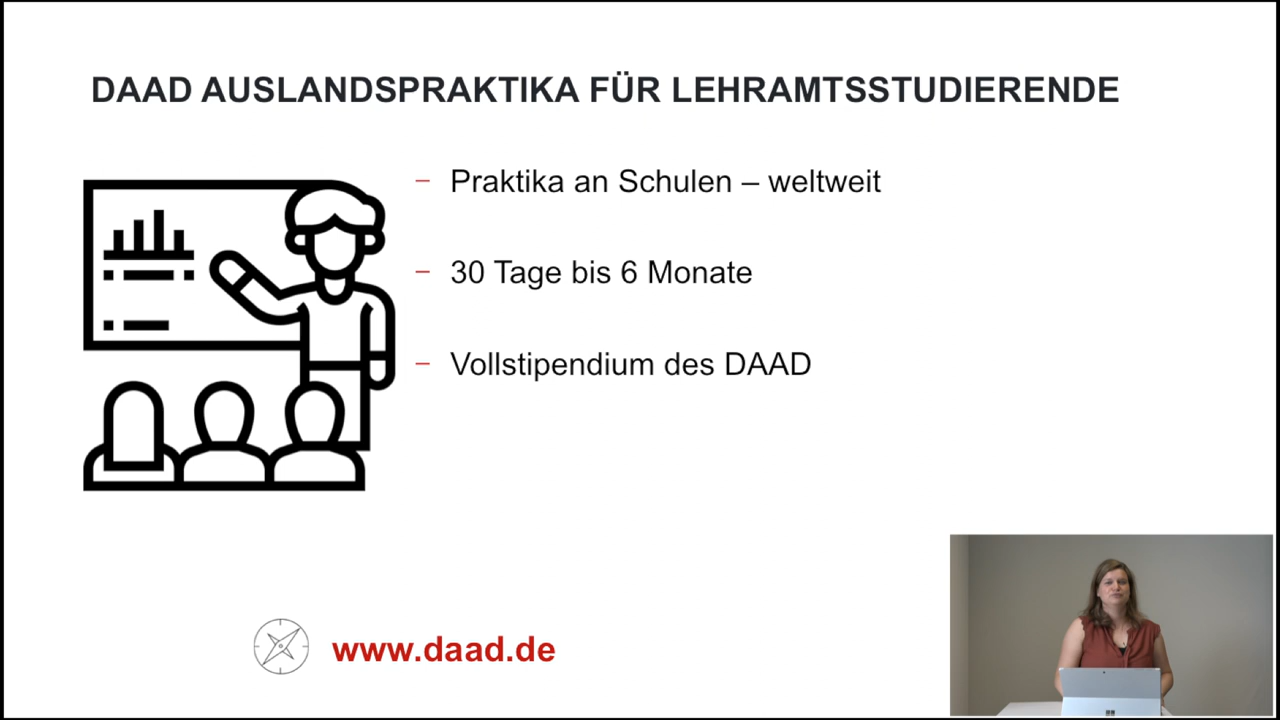 DAAD AUSLANDSPRAKTIKA FÜR LEHRAMTSSTUDIERENDE
– Praktika an Schulen – weltweit
– 30 Tage bis 6 Monate
– Vollstipendium des DAAD
www.daad.de